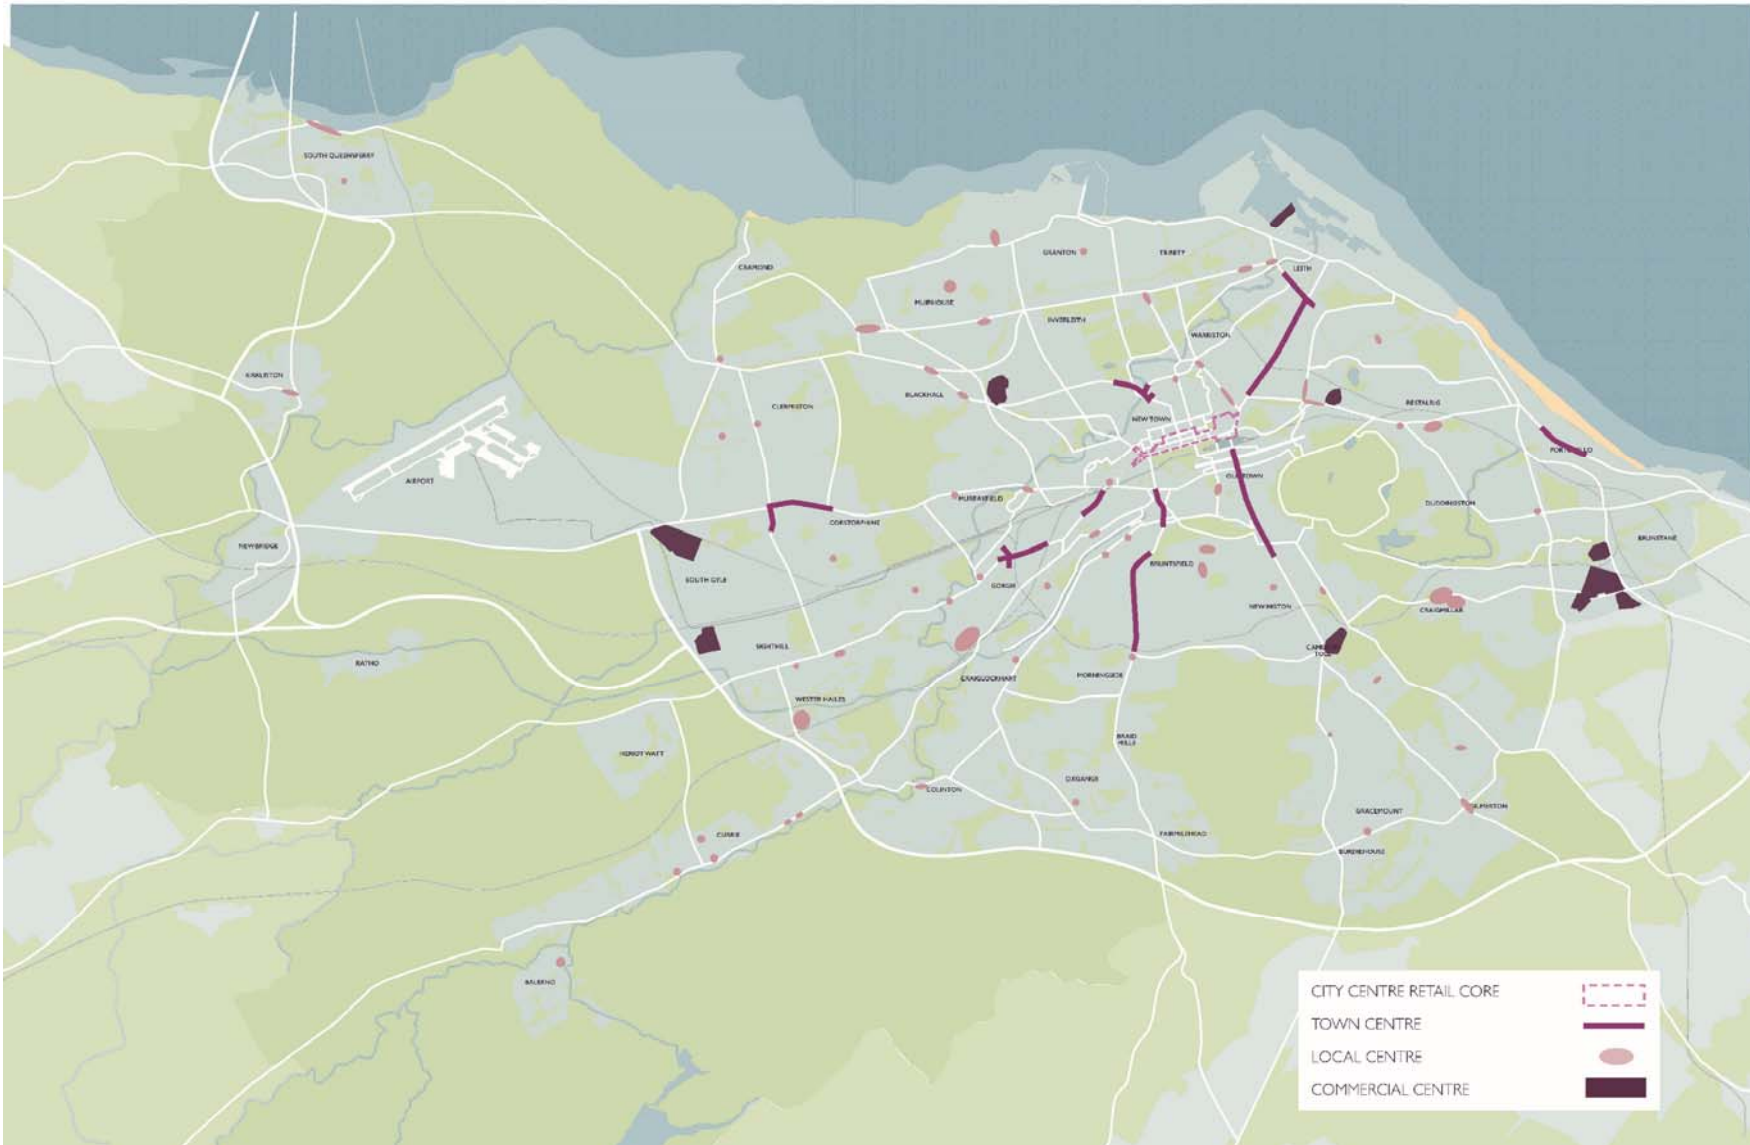 SOUTH QUEENSFERRY
CRAMOND
GRANTON
TRINITY
LEITH
MUIRHOUSE
INVERLEITH
WARRISTON
KIRKLISTON
BLACKHALL
CLERMISTON
RESTALRIG
NEW TOWN
PORTOBELLO
AIRPORT
OLD TOWN
MURRAYFIELD
DUDDINGSTON
CORSTORPHINE
NEWBRIDGE
BRUNSTANE
SOUTH GYLE
GORGIE
BRUNTSFIELD
NEWINGTON
CRAIGMILLAR
RATHO
SIGHTHILL
CRAIGLOCKHART
MORNINGSIDE
WESTER HAILES
BRAID
HILLS
HERIOT WATT
OXGANGS
COLINTON
GRACEMOUNT
CURRIE
FAIRMILEHEAD
BURDIEHOUSE
BALERNO
CITY CENTRE RETAIL CORE
TOWN CENTRE
LOCAL CENTRE
COMMERCIAL CENTRE